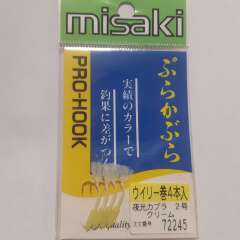 misaki
PRO-HOOK
ぷらかぶら
実績のカラーで
釣果に差が
ウイリー巻4本入
夜光カブラ 2号
クリーム
Quality
72245